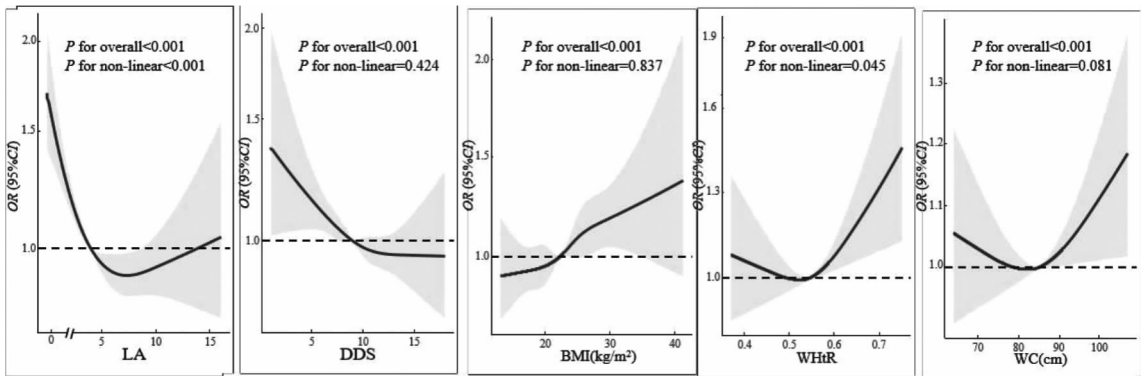 P for overall<0.001
P for non-linear<0.001
OR (95%CI)
2.0
1.5
1.0
0
5
10
15
LA
P for overall<0.001
P for non-linear=0.424
OR (95%CI)
2.0
1.5
1.0
5
10
15
DDS
P for overall<0.001
P for non-linear=0.837
OR (95%CI)
2.0
1.5
1.0
20
30
40
BMI(kg/m²)
P for overall<0.001
P for non-linear=0.045
OR (95%CI)
1.9
1.6
1.3
1.0
0.4
0.5
0.6
0.7
WHtR
P for overall<0.001
P for non-linear=0.081
OR (95%CI)
1.3
1.2
1.1
1.0
70
80
90
100
WC(cm)